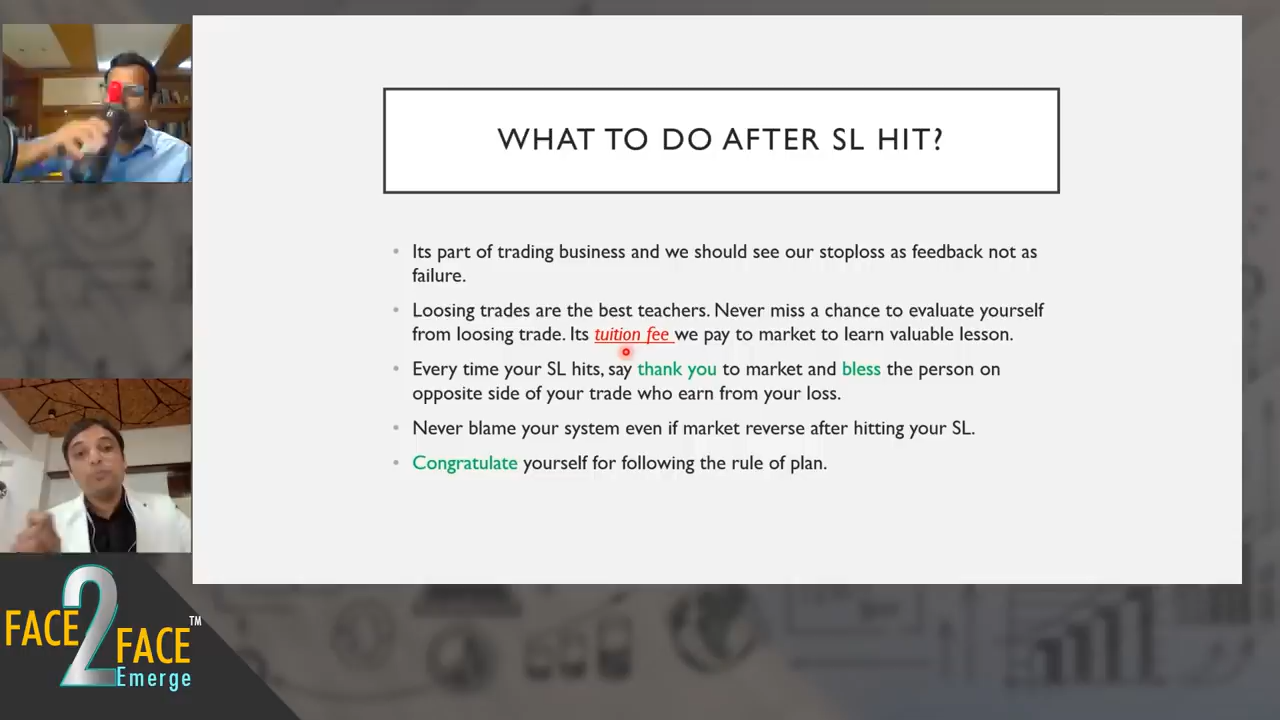 WHAT TO DO AFTER SL HIT?
Its part of trading business and we should see our stoploss as feedback not as
failure.
Loosing trades are the best teachers. Never miss a chance to evaluate yourself
from loosing trade. Its tuition fee we pay to market to learn valuable lesson.
Every time your SL hits, say thank you to market and bless the person on
opposite side of your trade who earn from your loss.
Never blame your system even if market reverse after hitting your SL.
Congratulate yourself for following the rule of plan.
FACE 2 FACE TM
Emerge